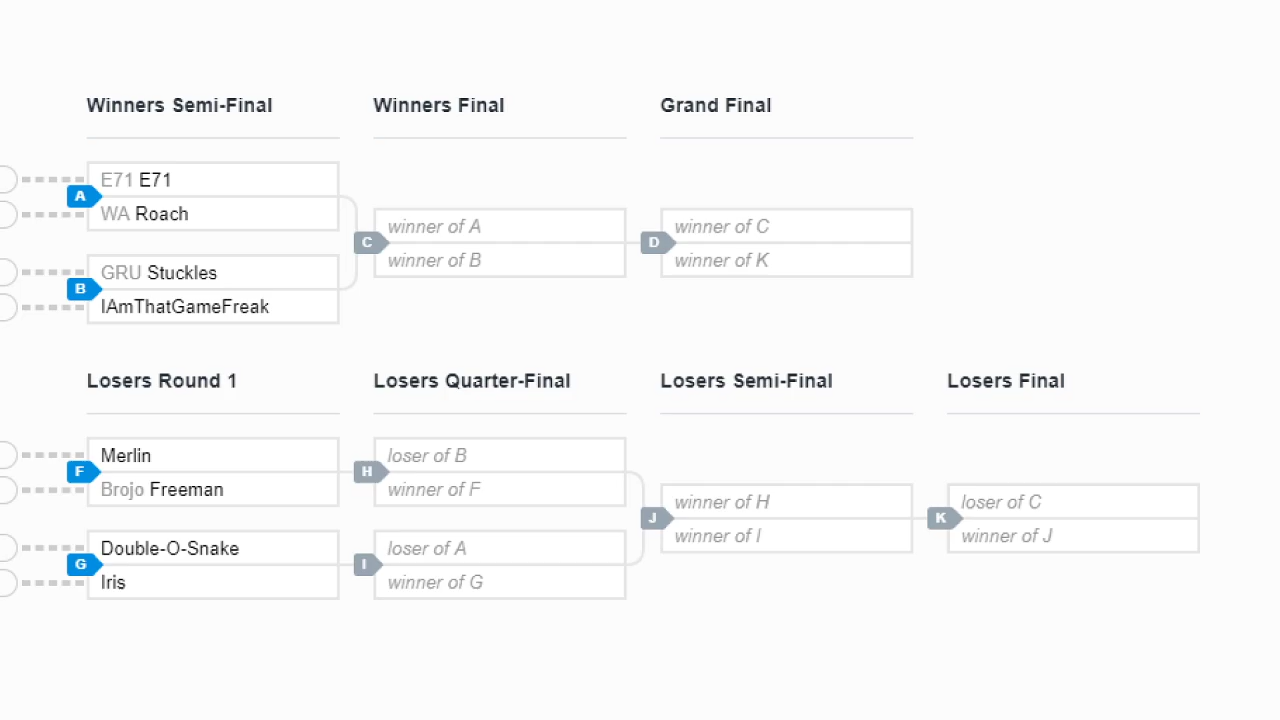 Winners Semi-Final
Winners Final
Grand Final
A
E71 E71
WA Roach
B
GRU Stuckles
IAmThatGameFreak
C
winner of A
winner of B
D
winner of C
winner of K
Losers Round 1
Losers Quarter-Final
Losers Semi-Final
Losers Final
F
Merlin
Brojo Freeman
G
Double-O-Snake
Iris
H
loser of B
winner of F
I
loser of A
winner of G
J
winner of H
winner of I
K
loser of C
winner of J